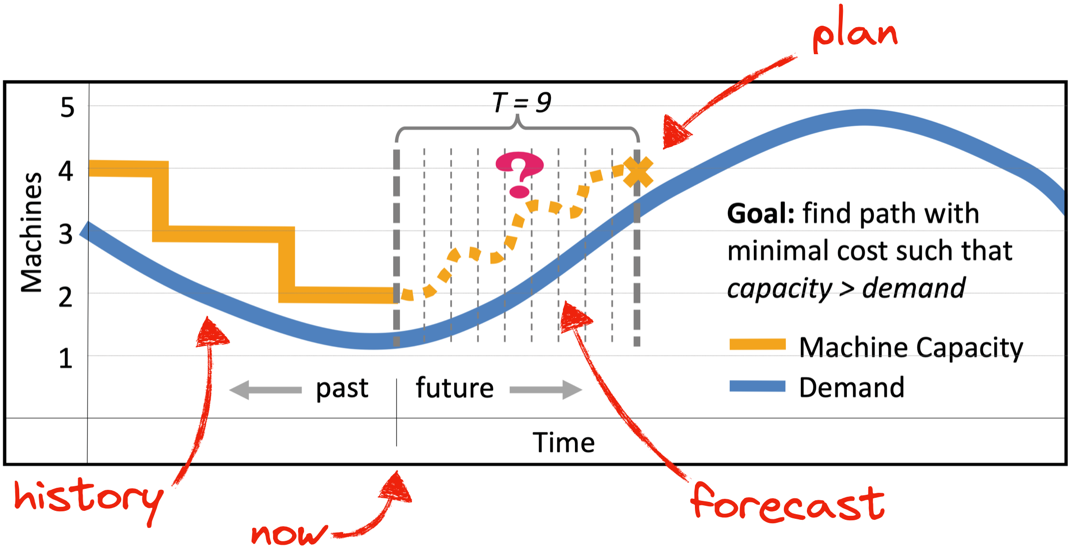 plan
T = 9
5
4
3
2
1
Machines
?
Goal: find path with
minimal cost such that
capacity > demand
Machine Capacity
Demand
past
future
Time
history
now
forecast